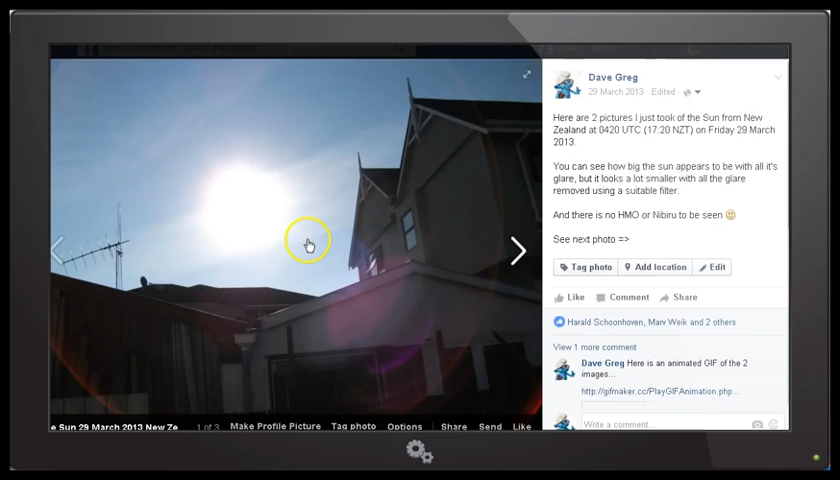 Dave Greg
29 March 2013 · Edited ·
Here are 2 pictures I just took of the Sun from New
Zealand at 0420 UTC (17:20 NZT) on Friday 29 March
2013.
You can see how big the sun appears to be with all it's
glare, but it looks a lot smaller with all the glare
removed using a suitable filter.
And there is no HMO or Nibiru to be seen
See next photo =>
Tag photo Add location Edit
Like Comment Share
Harald Schoonhoven, Marv Weik and 2 others
View 1 more comment
Dave Greg Here is an animated GIF of the 2
images...
http://gifmaker.cc/PlayGIFAnimation.php...
Write a comment...
e Sun 29 March 2013 New Ze 1 of 3 Make Profile Picture Tag photo Options Share Send Like